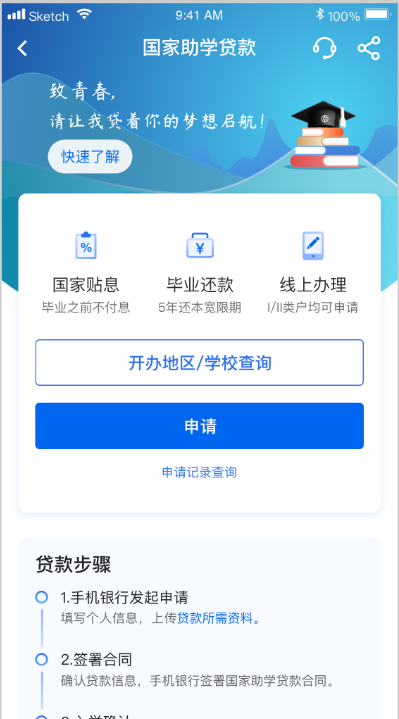 Sketch 9:41 AM 100%
国家助学贷款
致青春,
请让我贷着你的梦想启航!
快速了解
% ¥
国家贴息 毕业还款 线上办理
毕业之前不付息 5年还本宽限期 I/II类户均可申请
开办地区/学校查询
申请
申请记录查询
贷款步骤
1.手机银行发起申请
填写个人信息，上传贷款所需资料。
2.签署合同
确认贷款信息，手机银行签署国家助学贷款合同。